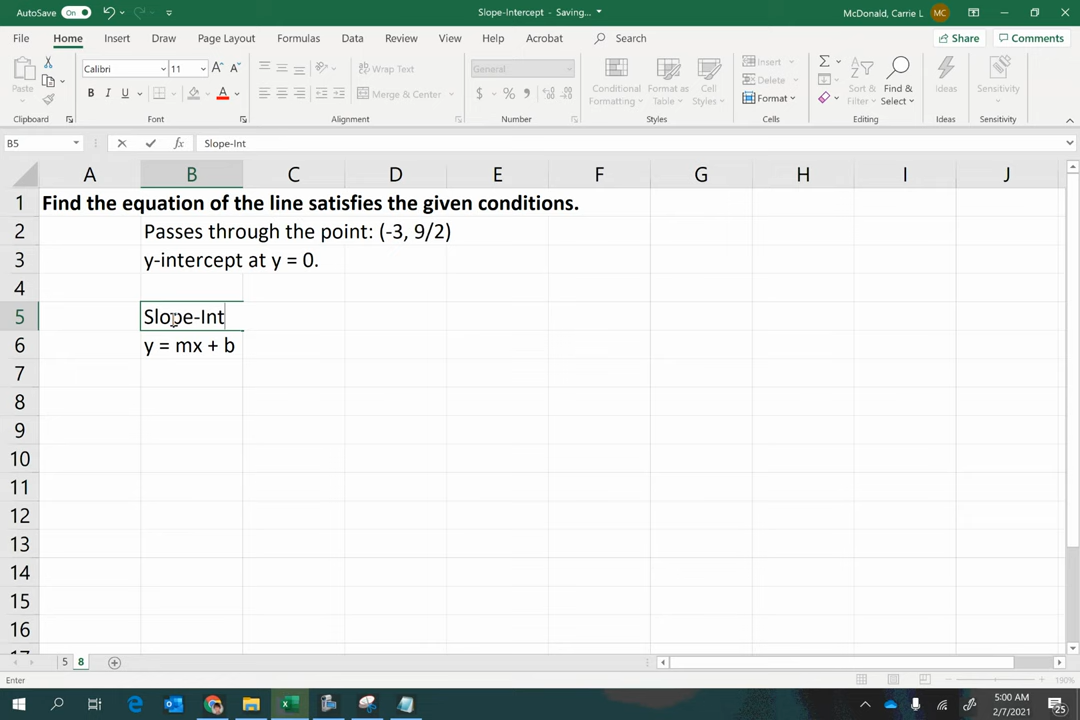 AutoSave On Slope-Intercept - Saving... McDonald, Carrie L MC
File Home Insert Draw Page Layout Formulas Data Review View Help Acrobat Search Share Comments
Paste Calibri 11 A A Wrap Text General Conditional Format as Cell Insert Sort & Find & Ideas Sensitivity
B I U A Merge & Center $ % Formatting Table Styles Delete Filter Select
Format
Clipboard Font Alignment Number Styles Cells Editing Ideas Sensitivity
B5 fx Slope-Int
A B C D E F G H I J
1 Find the equation of the line satisfies the given conditions.
2 Passes through the point: (-3, 9/2)
3 y-intercept at y = 0.
4
5 Slope-Int
6 y = mx + b
7
8
9
10
11
12
13
14
15
16
17
5 8
Enter 190%
5:00 AM
2/7/2021
25